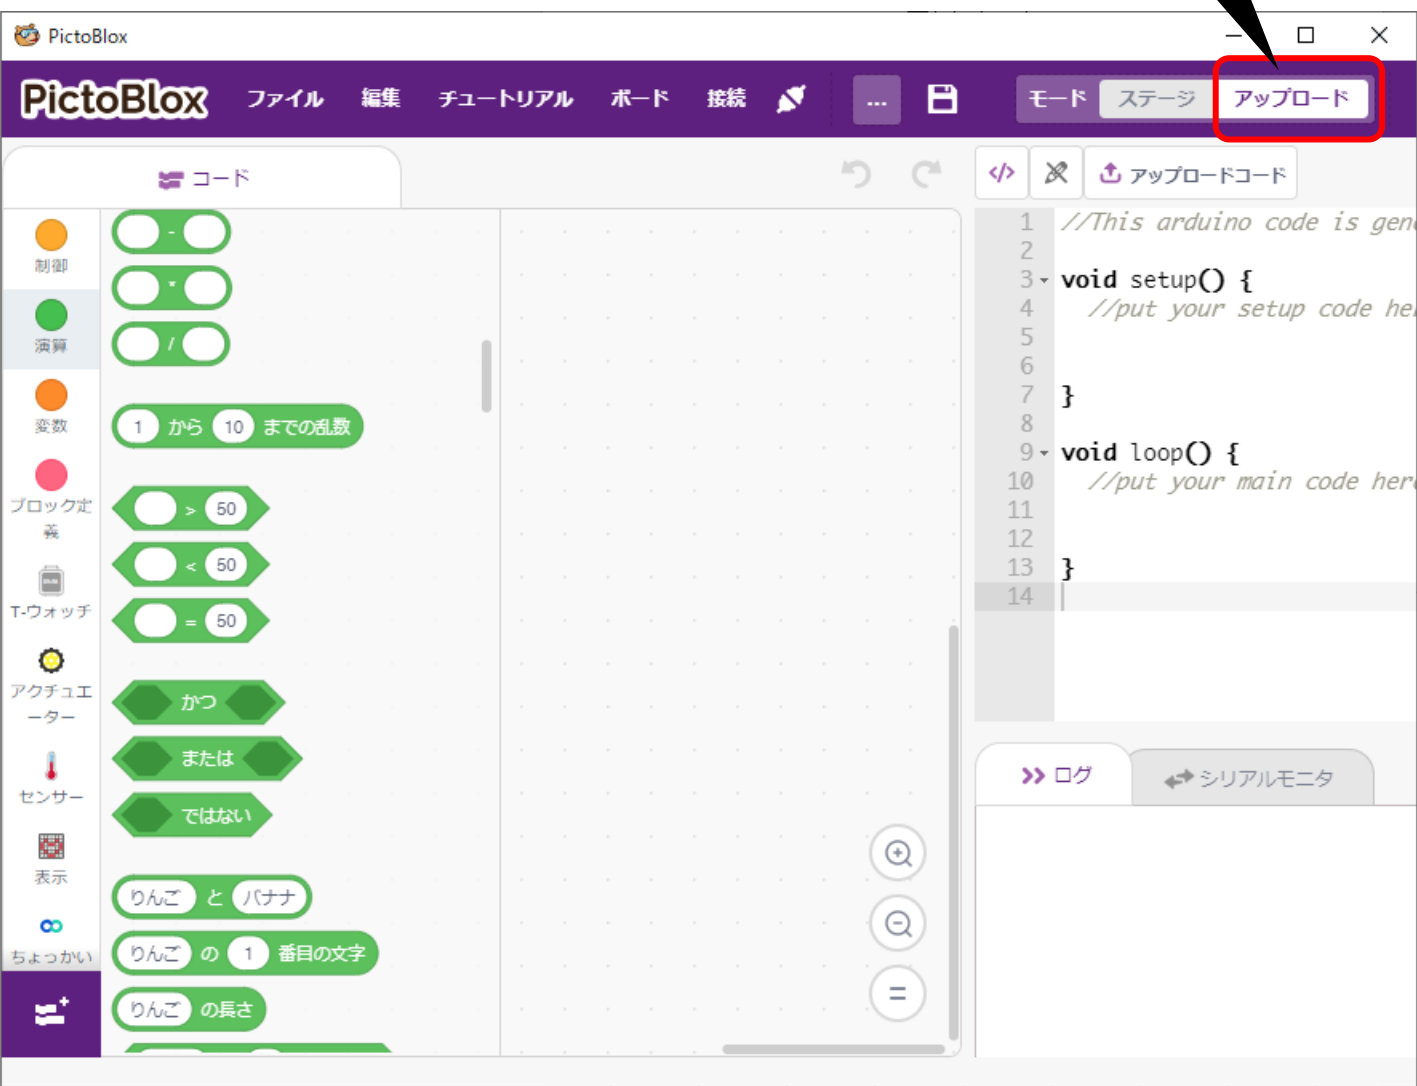 PictoBlox
PictoBlox ファイル 編集 チュートリアル ボード 接続 ... モード ステージ アップロード
コード
</> アップロードコード
制御
演算
変数
ブロック定
義
T-ウォッチ
アクチュエ
ーター
センサー
表示
ちょっかい
-
*
/
1 から 10 までの乱数
> 50
< 50
= 50
かつ
または
ではない
りんご と バナナ
りんご の 1 番目の文字
りんご の長さ
1 //This arduino code is gen
2
3 void setup() {
4 //put your setup code her
5
6
7 }
8
9 void loop() {
10 //put your main code here
11
12
13 }
14
ログ シリアルモニタ